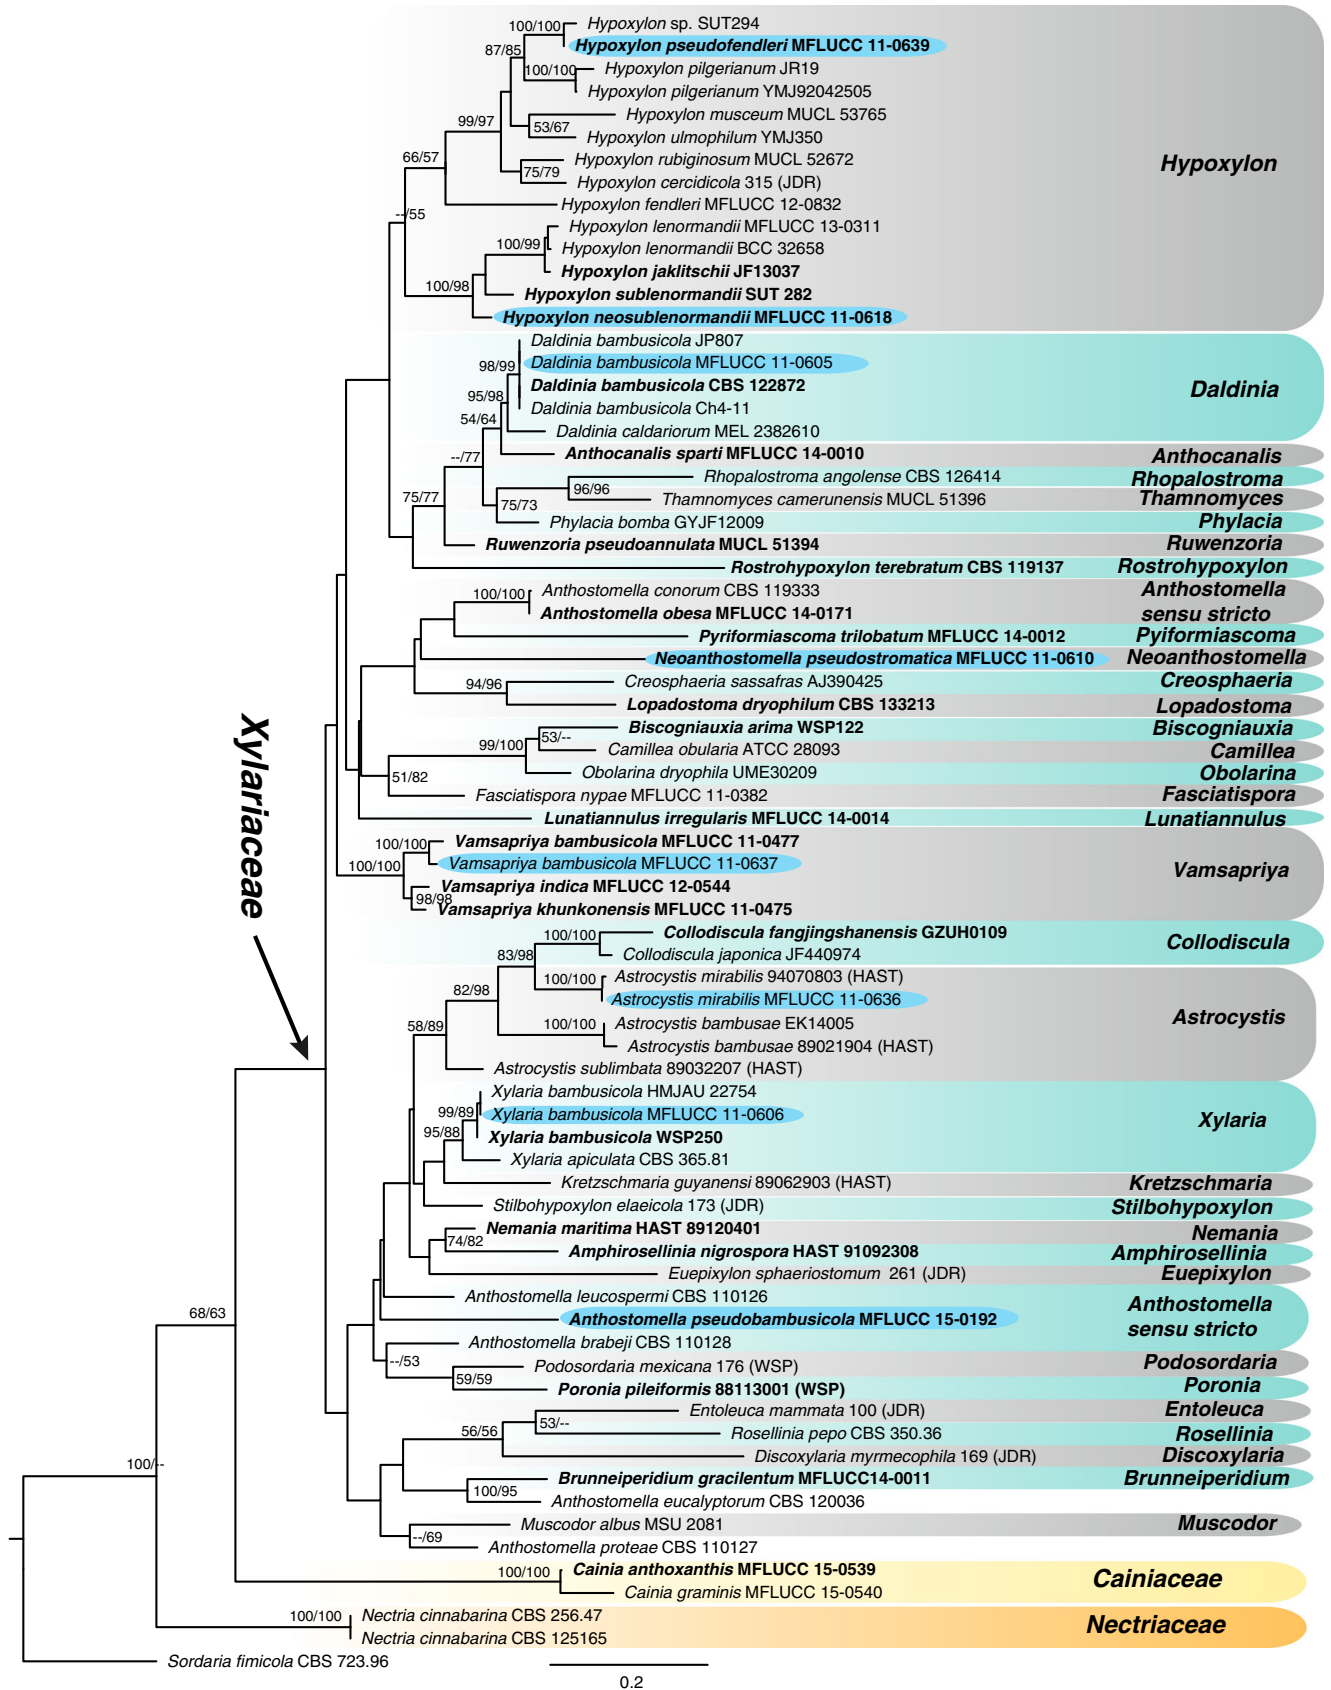 100/100
Hypoxylon sp. SUT294
Hypoxylon pseudofendleri MFLUCC 11-0639
87/85
100/100
Hypoxylon pilgerianum JR19
Hypoxylon pilgerianum YMJ92042505
Hypoxylon musceum MUCL 53765
99/97
53/67
Hypoxylon ulmophilum YMJ350
66/57
Hypoxylon rubiginosum MUCL 52672
Hypoxylon
75/79
Hypoxylon cercidicola 315 (JDR)
Hypoxylon fendleri MFLUCC 12-0832
--/55
Hypoxylon lenormandii MFLUCC 13-0311
100/99
Hypoxylon lenormandii BCC 32658
Hypoxylon jaklitschii JF13037
100/98
Hypoxylon sublenormandii SUT 282
Hypoxylon neosublenormandii MFLUCC 11-0618
Daldinia bambusicola JP807
98/99
Daldinia bambusicola MFLUCC 11-0605
Daldinia bambusicola CBS 122872
Daldinia
95/98
Daldinia bambusicola Ch4-11
54/64
Daldinia caldariorum MEL 2382610
--/77
Anthocanalis sparti MFLUCC 14-0010
Anthocanalis
Rhopalostroma angolense CBS 126414
Rhopalostroma
75/77
96/96
Thamnomyces camerunensis MUCL 51396
Thamnomyces
75/73
Phylacia bomba GYJF12009
Phylacia
Ruwenzoria pseudoannulata MUCL 51394
Ruwenzoria
Rostrohypoxylon terebratum CBS 119137
Rostrohypoxylon
100/100
Anthostomella conorum CBS 119333
Anthostomella
Anthostomella obesa MFLUCC 14-0171
sensu stricto
Pyriformiascoma trilobatum MFLUCC 14-0012
Pyiformiascoma
Neoanthostomella pseudostromatica MFLUCC 11-0610
Neoanthostomella
94/96
Creosphaeria sassafras AJ390425
Creosphaeria
Lopadostoma dryophilum CBS 133213
Lopadostoma
Xylariaceae
Biscogniauxia arima WSP122
Biscogniauxia
99/100
53/--
Camillea obularia ATCC 28093
Camillea
51/82
Obolarina dryophila UME30209
Obolarina
Fasciatispora nypae MFLUCC 11-0382
Fasciatispora
Lunatiannulus irregularis MFLUCC 14-0014
Lunatiannulus
100/100
Vamsapriya bambusicola MFLUCC 11-0477
100/100
Vamsapriya bambusicola MFLUCC 11-0637
Vamsapriya
Vamsapriya indica MFLUCC 12-0544
98/98
Vamsapriya khunkonensis MFLUCC 11-0475
100/100
Collodiscula fangjingshanensis GZUH0109
Collodiscula
83/98
Collodiscula japonica JF440974
100/100
Astrocystis mirabilis 94070803 (HAST)
82/98
Astrocystis mirabilis MFLUCC 11-0636
Astrocystis
58/89
100/100
Astrocystis bambusae EK14005
Astrocystis bambusae 89021904 (HAST)
Astrocystis sublimbata 89032207 (HAST)
Xylaria bambusicola HMJAU 22754
99/89
Xylaria bambusicola MFLUCC 11-0606
Xylaria
95/88
Xylaria bambusicola WSP250
Xylaria apiculata CBS 365.81
Kretzschmaria guyanensi 89062903 (HAST)
Kretzschmaria
Stilbohypoxylon elaeicola 173 (JDR)
Stilbohypoxylon
Nemania maritima HAST 89120401
Nemania
74/82
Amphirosellinia nigrospora HAST 91092308
Amphirosellinia
Euepixylon sphaeriostomum 261 (JDR)
Euepixylon
Anthostomella leucospermi CBS 110126
Anthostomella
68/63
Anthostomella pseudobambusicola MFLUCC 15-0192
sensu stricto
Anthostomella brabeji CBS 110128
--/53
Podosordaria mexicana 176 (WSP)
Podosordaria
59/59
Poronia pileiformis 88113001 (WSP)
Poronia
Entoleuca mammata 100 (JDR)
Entoleuca
56/56
53/--
Rosellinia pepo CBS 350.36
Rosellinia
Discoxylaria myrmecophila 169 (JDR)
Discoxylaria
100/--
Brunneiperidium gracilentum MFLUCC14-0011
Brunneiperidium
100/95
Anthostomella eucalyptorum CBS 120036
Muscodor albus MSU 2081
Muscodor
--/69
Anthostomella proteae CBS 110127
100/100
Cainia anthoxanthis MFLUCC 15-0539
Cainiaceae
Cainia graminis MFLUCC 15-0540
100/100
Nectria cinnabarina CBS 256.47
Nectriaceae
Nectria cinnabarina CBS 125165
Sordaria fimicola CBS 723.96
0.2